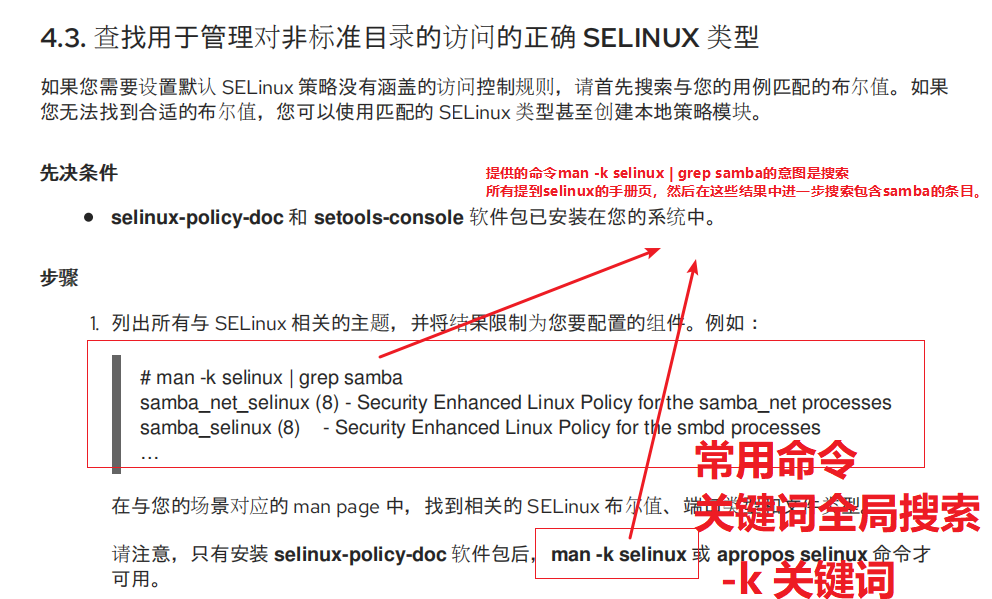 4.3. 查找用于管理对非标准目录的访问的正确 SELINUX 类型
如果您需要设置默认 SELinux 策略没有涵盖的访问控制规则，请首先搜索与您的用例匹配的布尔值。如果
您无法找到合适的布尔值，您可以使用匹配的 SELinux 类型甚至创建本地策略模块。
先决条件
提供的命令man -k selinux | grep samba的意图是搜索
所有提到selinux的手册页，然后在这些结果中进一步搜索包含samba的条目。
● selinux-policy-doc 和 setools-console 软件包已安装在您的系统中。
步骤
1. 列出所有与 SELinux 相关的主题，并将结果限制为您要配置的组件。例如：
# man -k selinux | grep samba
samba_net_selinux (8) - Security Enhanced Linux Policy for the samba_net processes
samba_selinux (8) - Security Enhanced Linux Policy for the smbd processes
...
常用命令
在与您的场景对应的 man page 中，找到相关的 SELinux 布尔值、端口类型和文件类型。
关键词全局搜索
请注意，只有安装 selinux-policy-doc 软件包后，man -k selinux 或 apropos selinux 命令才
可用。
-k 关键词